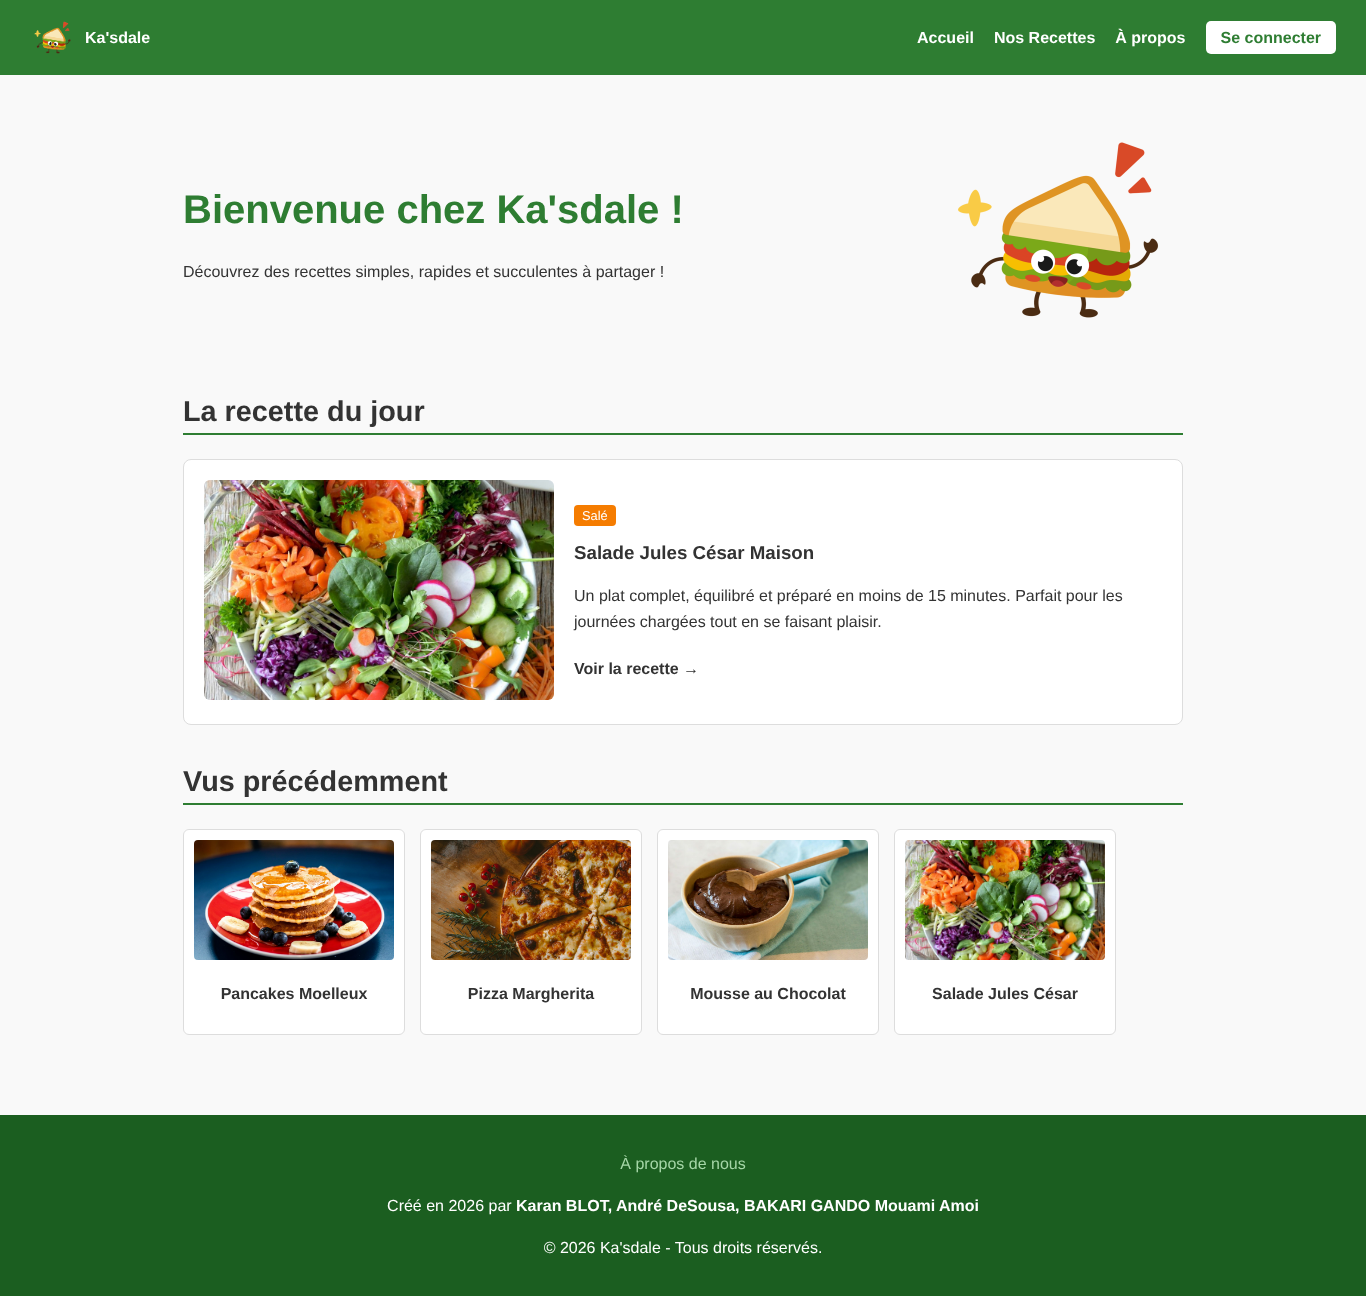 Ka'sdale
Accueil
Nos Recettes
À propos
Se connecter
Bienvenue chez Ka'sdale !
Découvrez des recettes simples, rapides et succulentes à partager !
La recette du jour
Salé
Salade Jules César Maison
Un plat complet, équilibré et préparé en moins de 15 minutes. Parfait pour les
journées chargées tout en se faisant plaisir.
Voir la recette →
Vus précédemment
Pancakes Moelleux
Pizza Margherita
Mousse au Chocolat
Salade Jules César
À propos de nous
Créé en 2026 par Karan BLOT, André DeSousa, BAKARI GANDO Mouami Amoi
© 2026 Ka'sdale - Tous droits réservés.